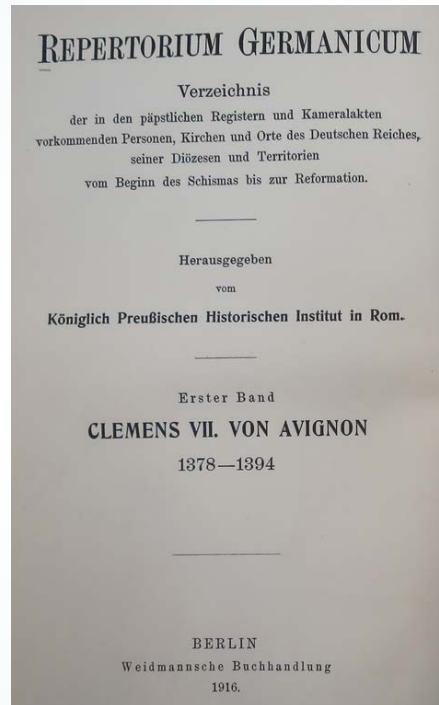 REPERTORIUM GERMANICUM
Verzeichnis
der in den päpstlichen Registern und Kameralakten
vorkommenden Personen, Kirchen und Orte des Deutschen Reiches,
seiner Diözesen und Territorien
vom Beginn des Schismas bis zur Reformation.
Herausgegeben
vom
Königlich Preußischen Historischen Institut in Rom.
Erster Band
CLEMENS VII. VON AVIGNON
1378—1394
BERLIN
Weidmannsche Buchhandlung
1916.